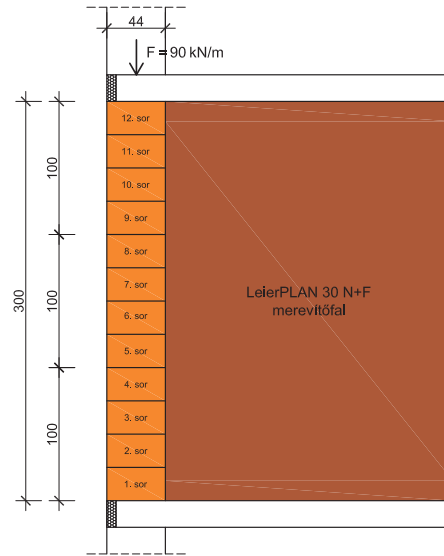 44
F = 90 kN/m
12. sor
11. sor
10. sor
9. sor
8. sor
7. sor
6. sor
5. sor
4. sor
3. sor
2. sor
1. sor
100
100
100
300
LeierPLAN 30 N+F
merevítőfal